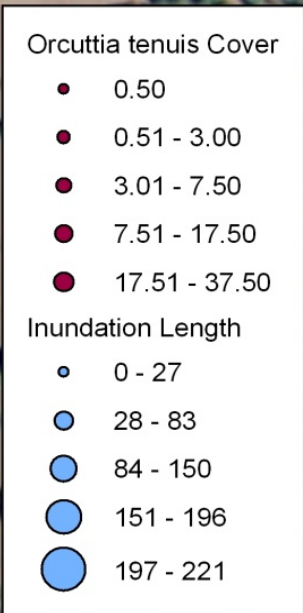 Orcuttia tenuis Cover
0.50
0.51 - 3.00
3.01 - 7.50
7.51 - 17.50
17.51 - 37.50
Inundation Length
0 - 27
28 - 83
84 - 150
151 - 196
197 - 221